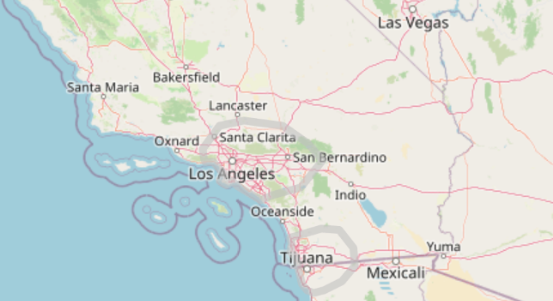 Las Vegas
Bakersfield
Santa Maria
Lancaster
Santa Clarita
Oxnard
San Bernardino
Los Angeles
Indio
Oceanside
Yuma
Tijuana
Mexicali